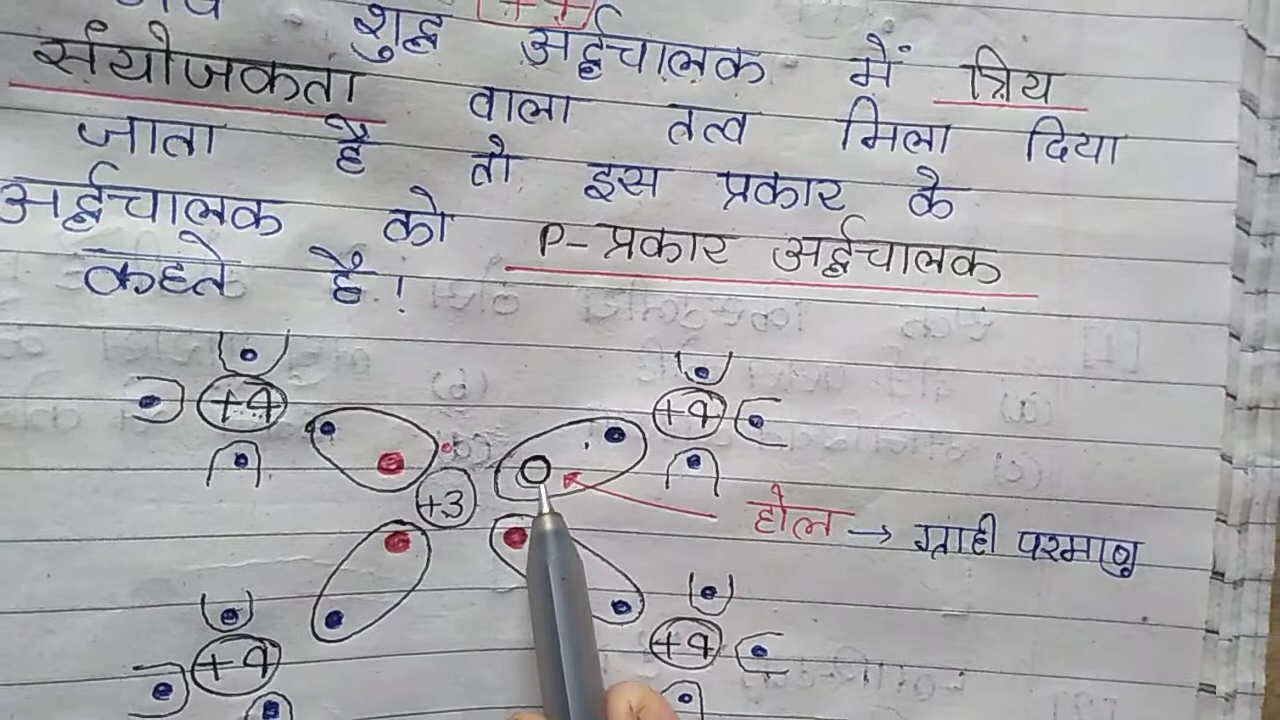 शुद्ध अर्द्धचालक में त्रिय
संयोजकता वाला तत्व मिला दिया
जाता है तो इस प्रकार के
अर्द्धचालक को P-प्रकार अर्द्धचालक
कहते है!
+4 +4
+3
होल → ग्राही परमाणु
+4 +4